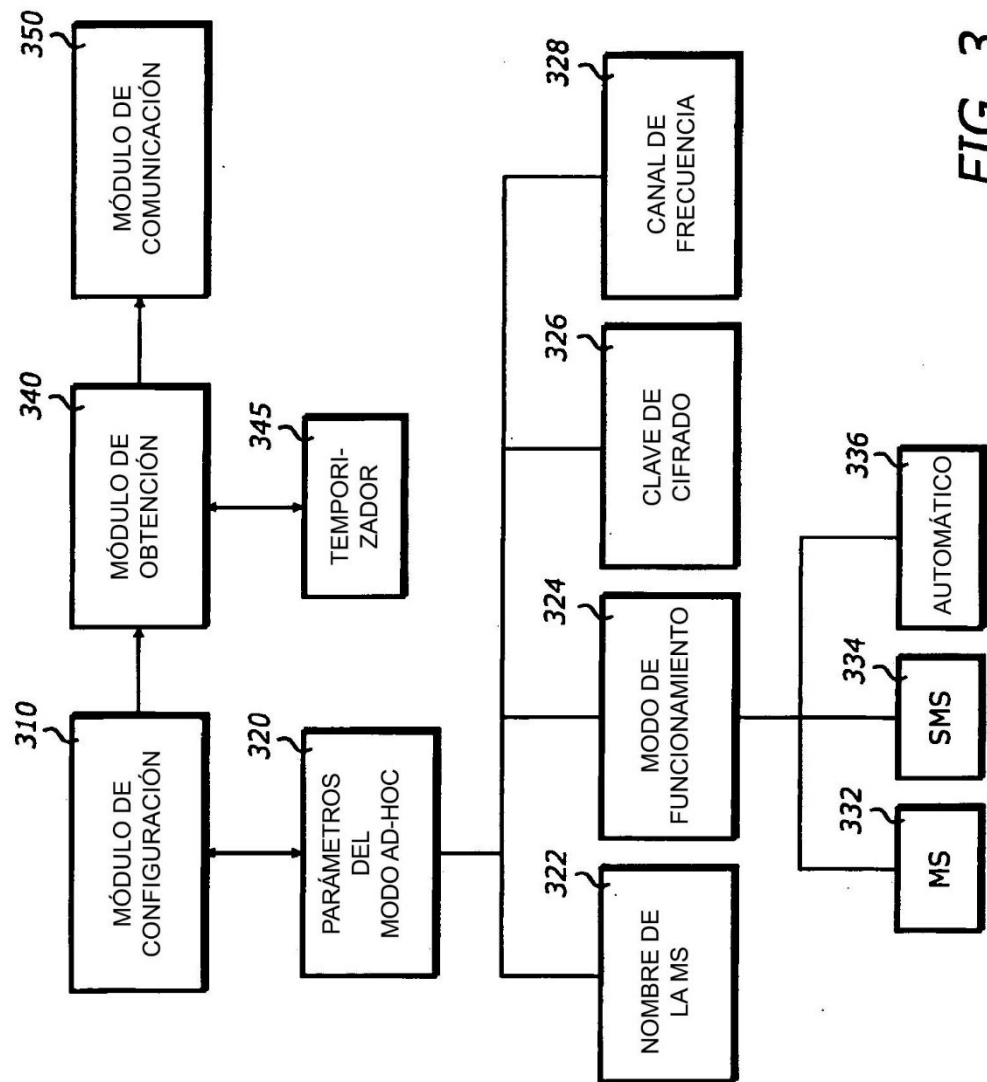 310
MÓDULO DE
CONFIGURACIÓN
340
MÓDULO DE
OBTENCIÓN
350
MÓDULO DE
COMUNICACIÓN
320
PARÁMETROS
DEL
MODO AD-HOC
345
TEMPORI-
ZADOR
322
NOMBRE DE
LA MS
324
MODO DE
FUNCIONAMIENTO
326
CLAVE DE
CIFRADO
328
CANAL DE
FRECUENCIA
332
MS
334
SMS
336
AUTOMÁTICO
FIG. 3